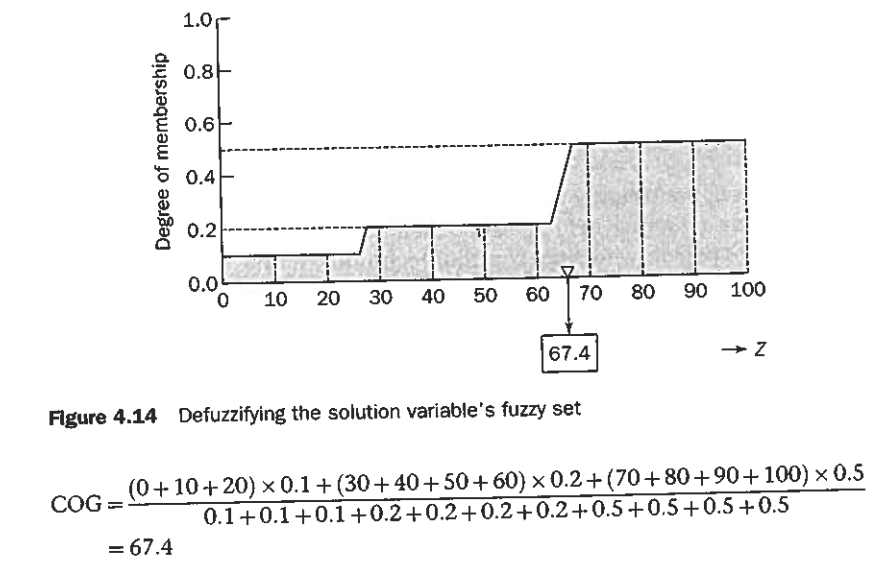 1.0
0.8
0.6
0.4
0.2
0.0
Degree of membership
0 10 20 30 40 50 60 70 80 90 100
67.4
→ Z
Figure 4.14 Defuzzifying the solution variable's fuzzy set
COG = (0+10+20)×0.1+(30+40+50+60)×0.2+(70+80+90+100)×0.5
0.1+0.1+0.1+0.2+0.2+0.2+0.2+0.5+0.5+0.5+0.5
= 67.4